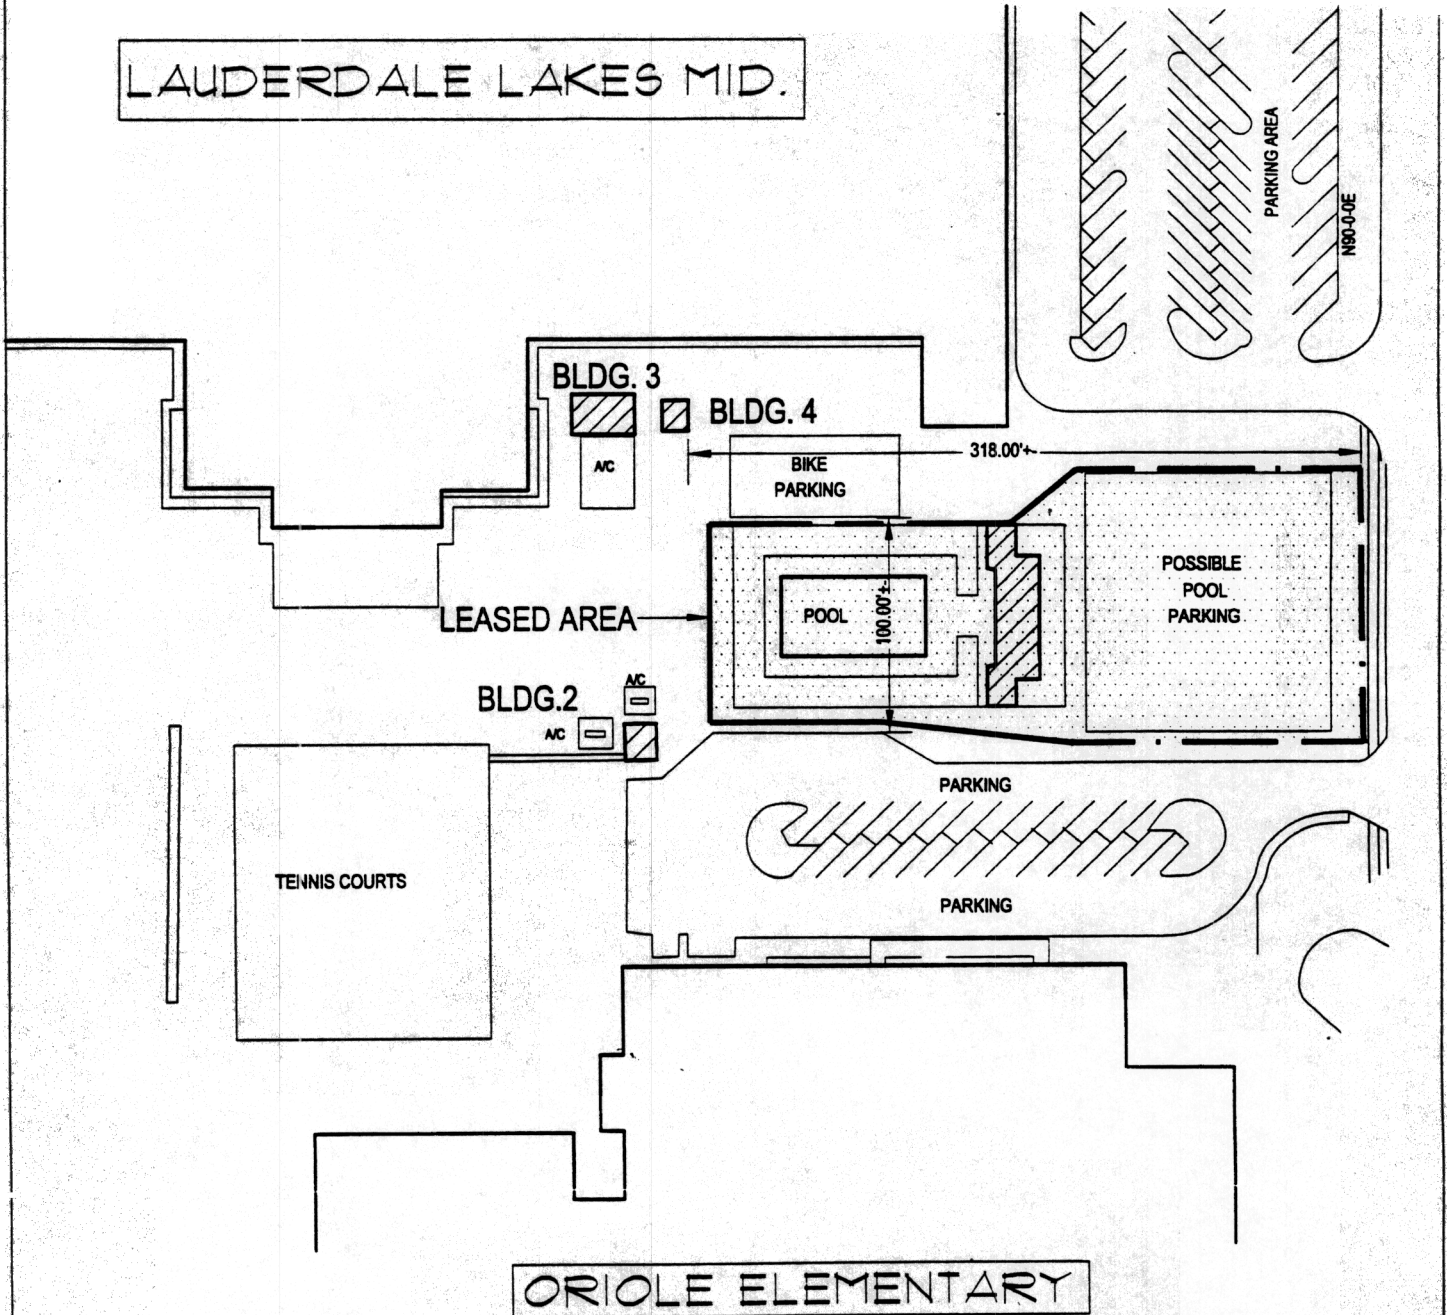 LAUDERDALE LAKES MID.
PARKING AREA
N90-0-0E
BLDG. 3
BLDG. 4
A/C
318.00'+-
BIKE
PARKING
POSSIBLE
POOL
PARKING
LEASED AREA
POOL
100.00'±-
BLDG.2
A/C
A/C
PARKING
TENNIS COURTS
PARKING
ORIOLE ELEMENTARY